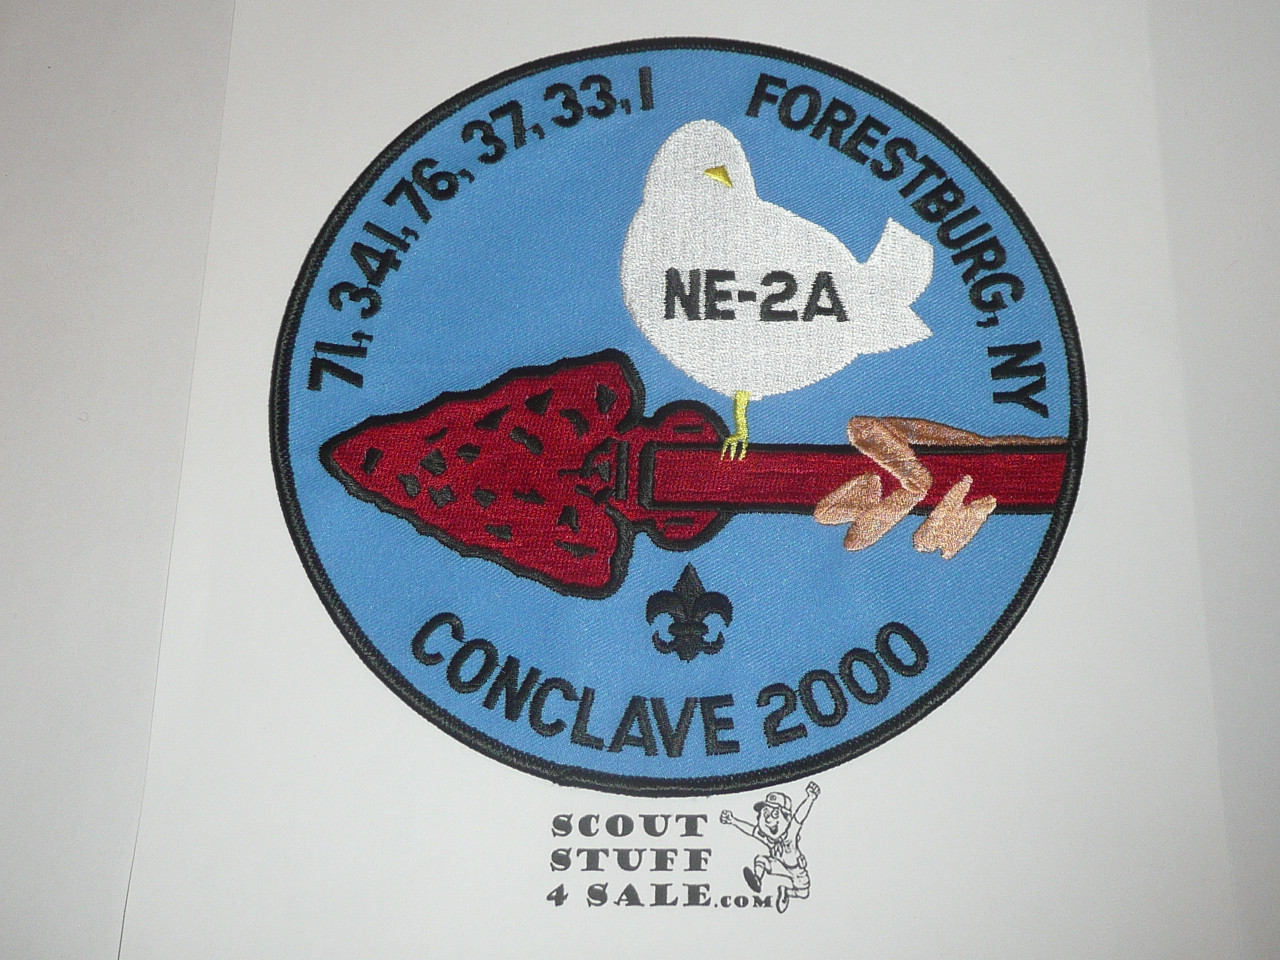 71, 341, 76, 37, 33, 1
FORESTBURG, NY
NE-2A
CONCLAVE 2000
SCOUT
STUFF
4 SALE.COM